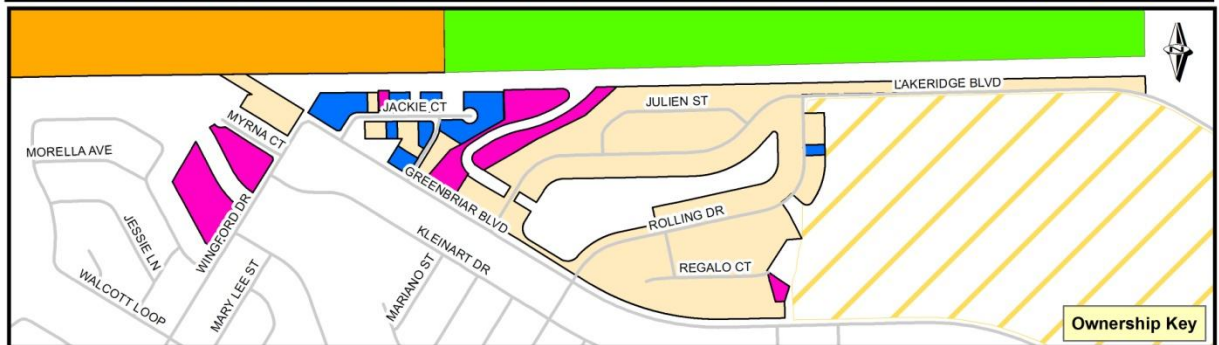 LAKERIDGE BLVD
JULIEN ST
JACKIE CT
MYRNA CT
MORELLA AVE
GREENBRIAR BLVD
ROLLING DR
WINGFORD DR
JESSIE LN
KLEINART DR
REGALO CT
MARIANO ST
WALCOTT LOOP
MARY LEE ST
Ownership Key